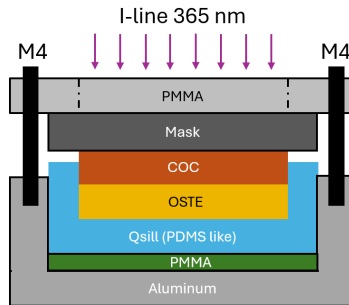 I-line 365 nm
M4
M4
PMMA
Mask
COC
OSTE
Qsill (PDMS like)
PMMA
Aluminum